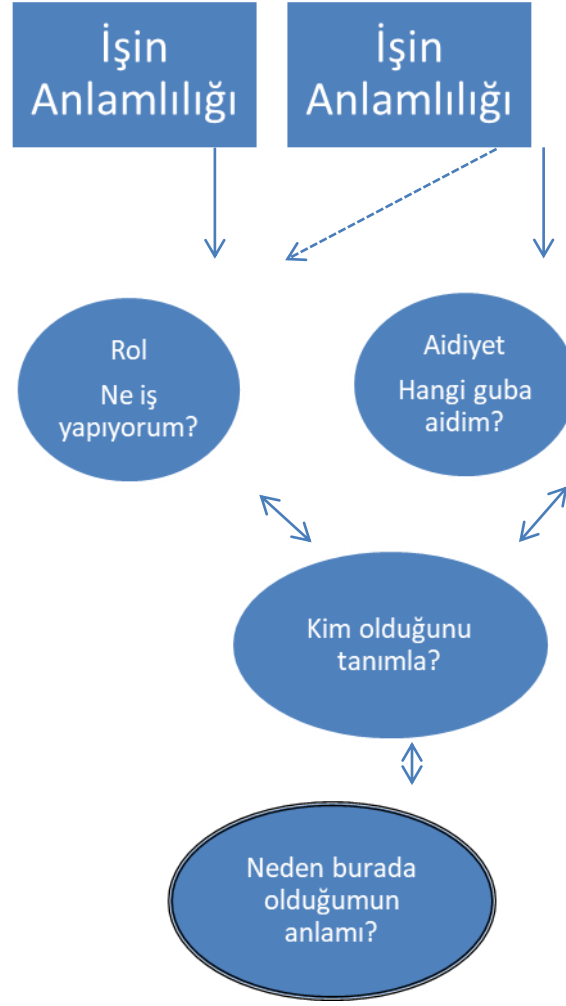 İşin
Anlamlılığı
İşin
Anlamlılığı
Rol
Ne iş
yapıyorum?
Aidiyet
Hangi guba
aidim?
Kim olduğunu
tanımla?
Neden burada
olduğumun
anlamı?